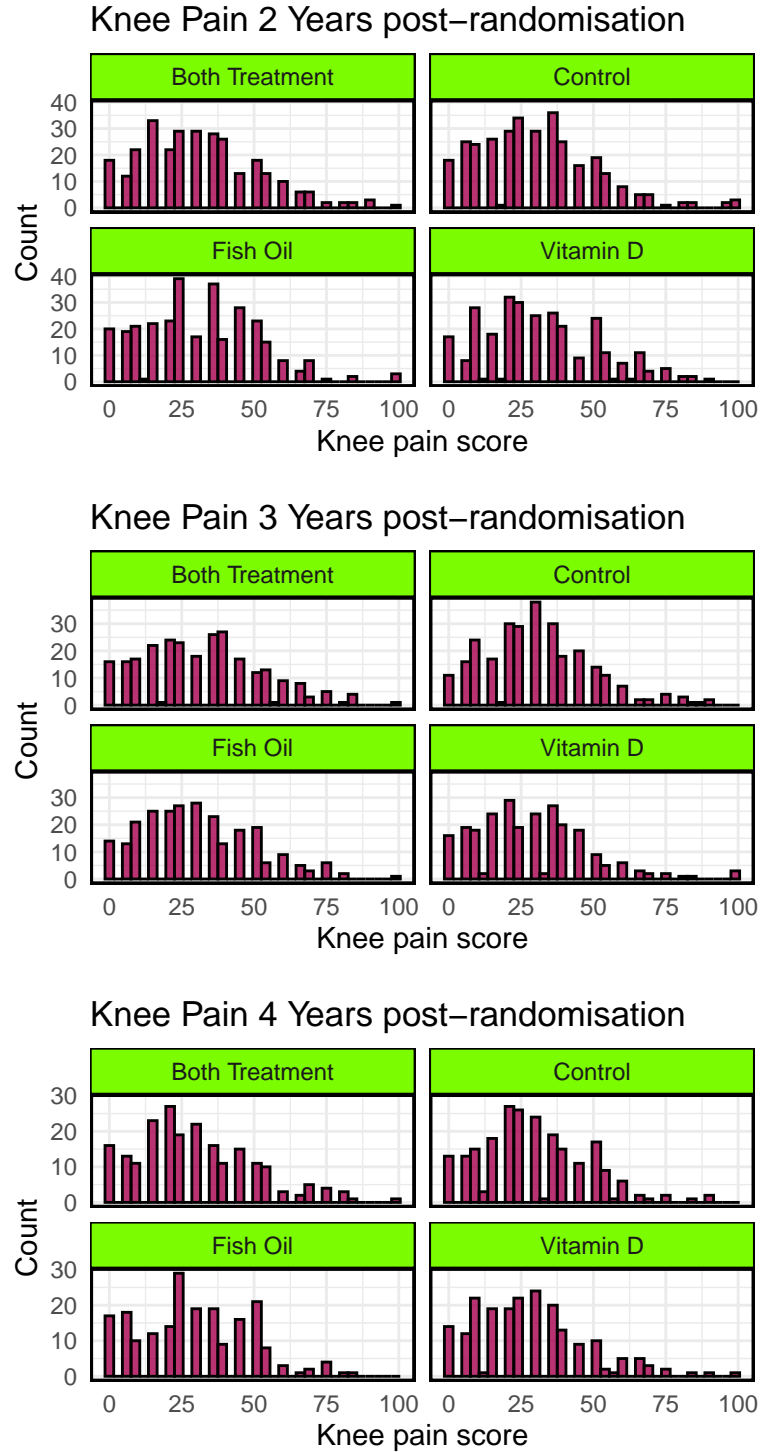 Knee Pain 2 Years post−randomisation
Both Treatment Control
40
30
20
10
0
Fish Oil Vitamin D
40
30
20
10
0
Count
0 25 50 75 100 0 25 50 75 100
Knee pain score
Knee Pain 3 Years post−randomisation
Both Treatment Control
30
20
10
0
Fish Oil Vitamin D
30
20
10
0
Count
0 25 50 75 100 0 25 50 75 100
Knee pain score
Knee Pain 4 Years post−randomisation
Both Treatment Control
30
20
10
0
Fish Oil Vitamin D
30
20
10
0
Count
0 25 50 75 100 0 25 50 75 100
Knee pain score